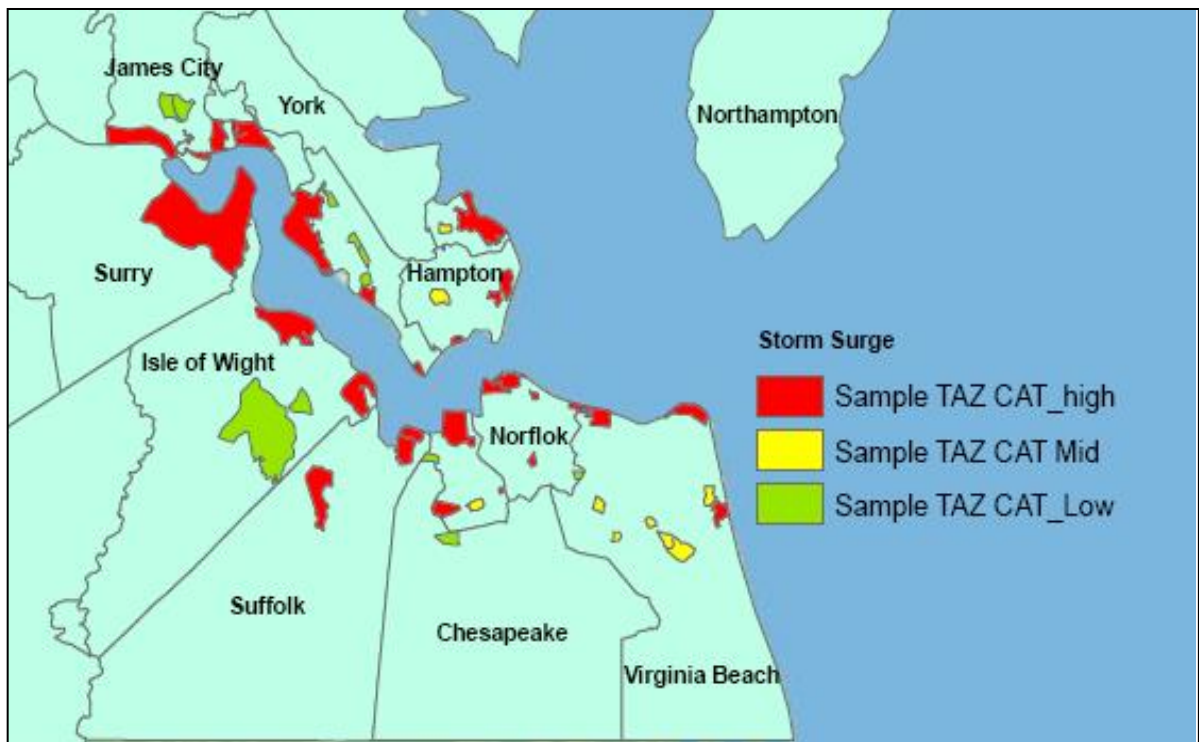 James City
York
Northampton
Surry
Hampton
Storm Surge
Isle of Wight
Sample TAZ CAT_high
Norflok
Sample TAZ CAT Mid
Sample TAZ CAT_Low
Suffolk
Chesapeake
Virginia Beach